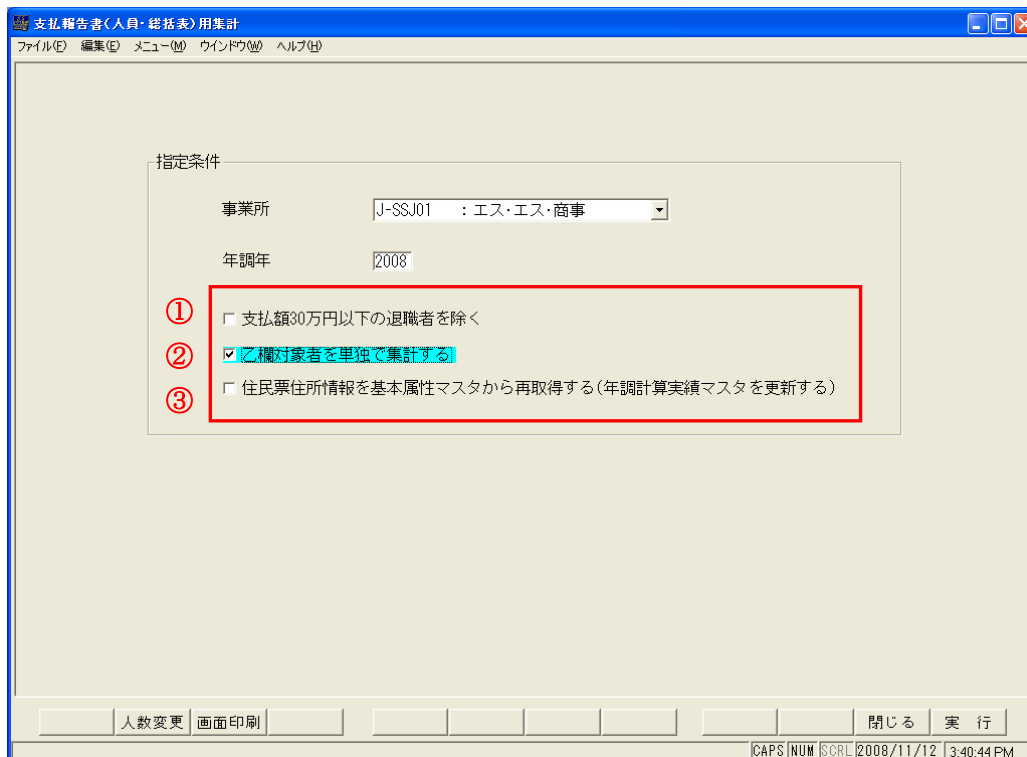 支払報告書(人員・総括表)用集計
ファイル(F) 編集(E) メニュー(M) ウインドウ(W) ヘルプ(H)
指定条件
事業所 J-SSJ01 :エス・エス・商事
年調年 2008
① 支払額30万円以下の退職者を除く
② 乙欄対象者を単独で集計する
③ 住民票住所情報を基本属性マスタから再取得する(年調計算実績マスタを更新する)
人数変更 画面印刷 閉じる 実 行
CAPS NUM SCRL 2008/11/12 3:40:44 PM